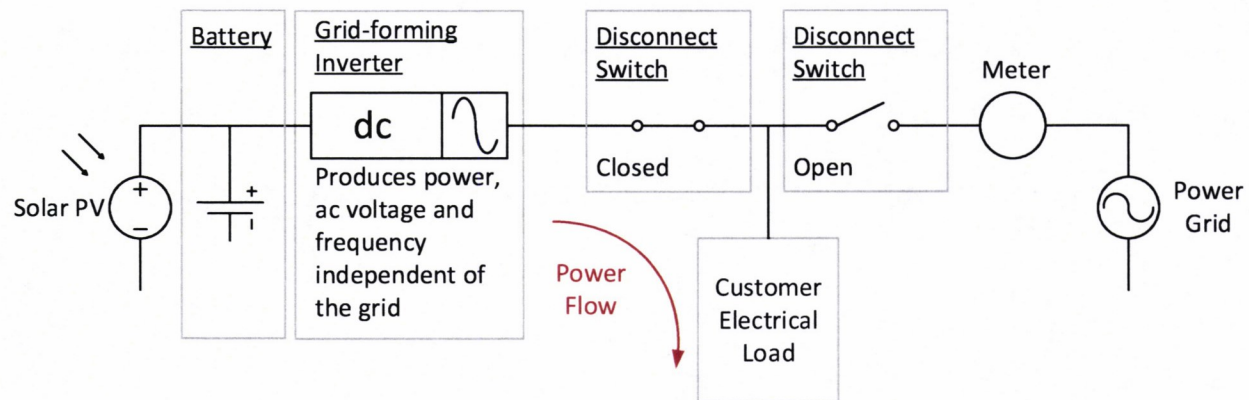 Battery
Grid-forming
Inverter
Disconnect
Switch
Disconnect
Switch
Meter
dc
Closed
Open
Solar PV
+
−
+
−
Produces power,
ac voltage and
frequency
independent of
the grid
Power
Flow
Customer
Electrical
Load
Power
Grid